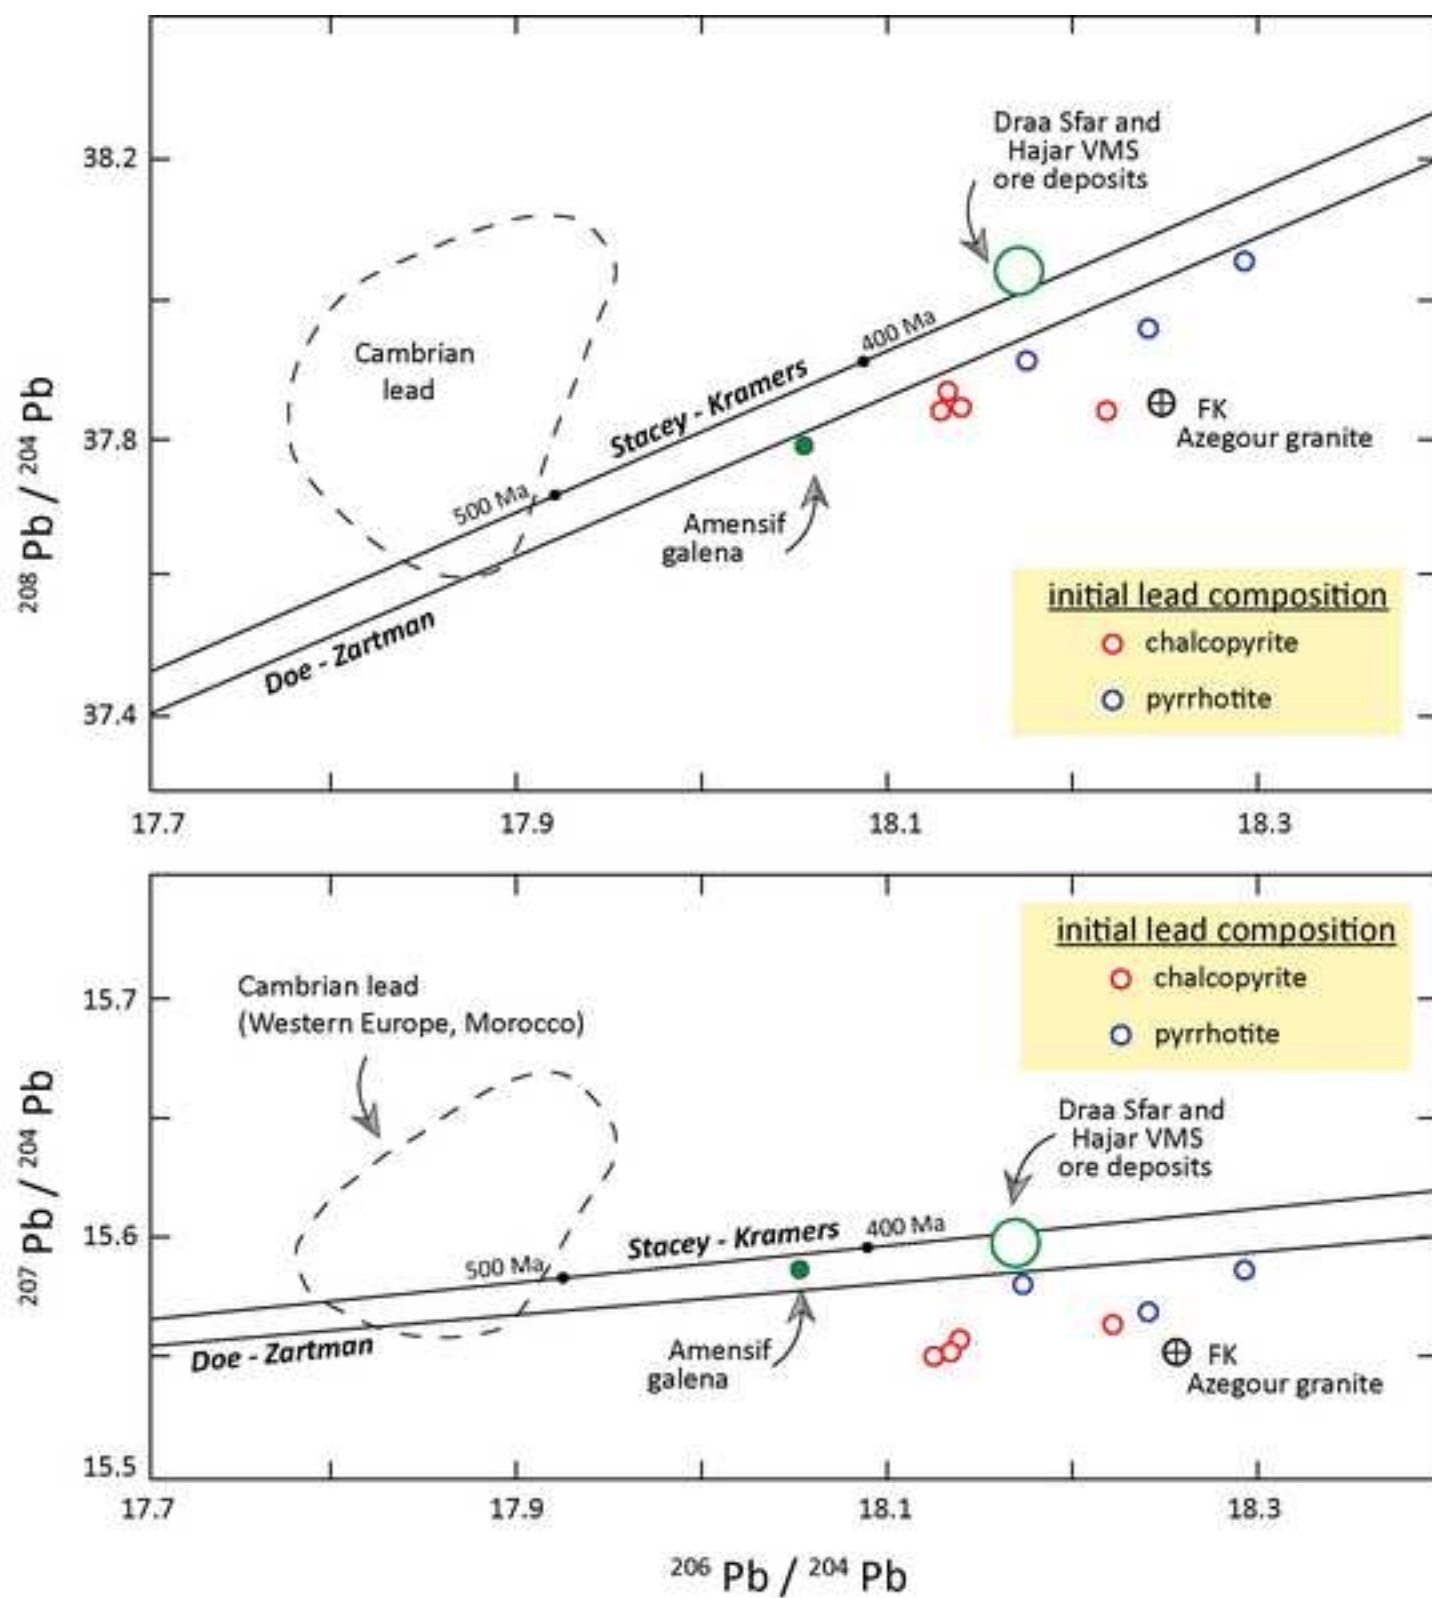 38.2
37.8
37.4
208 Pb / 204 Pb
Draa Sfar and
Hajar VMS
ore deposits
Cambrian
lead
400 Ma
Stacey - Kramers
500 Ma
FK
Azegour granite
Amensif
galena
Doe - Zartman
initial lead composition
chalcopyrite
pyrrhotite
17.7
17.9
18.1
18.3
15.7
15.6
15.5
207 Pb / 204 Pb
initial lead composition
chalcopyrite
pyrrhotite
Cambrian lead
(Western Europe, Morocco)
Draa Sfar and
Hajar VMS
ore deposits
Stacey - Kramers
400 Ma
500 Ma
Doe - Zartman
Amensif
galena
FK
Azegour granite
17.7
17.9
18.1
18.3
206 Pb / 204 Pb